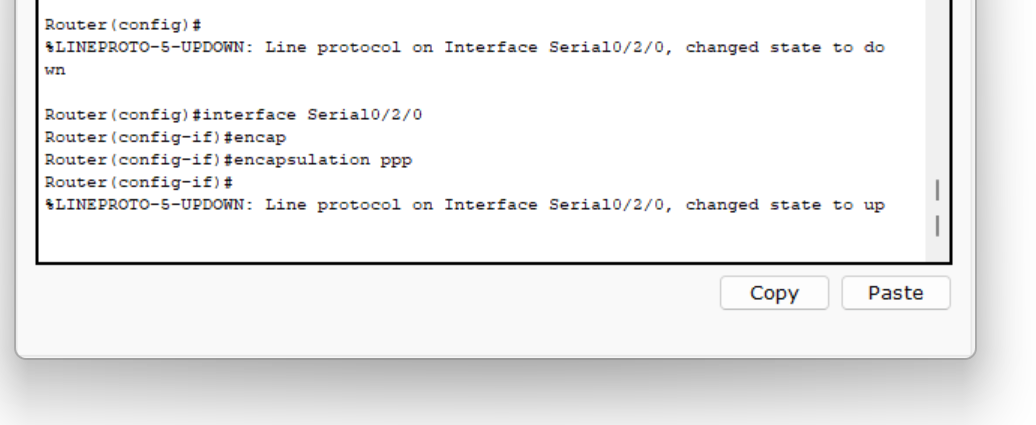 Router(config)#
%LINEPROTO-5-UPDOWN: Line protocol on Interface Serial0/2/0, changed state to do
wn
Router(config)#interface Serial0/2/0
Router(config-if)#encap
Router(config-if)#encapsulation ppp
Router(config-if)#
%LINEPROTO-5-UPDOWN: Line protocol on Interface Serial0/2/0, changed state to up
Copy Paste